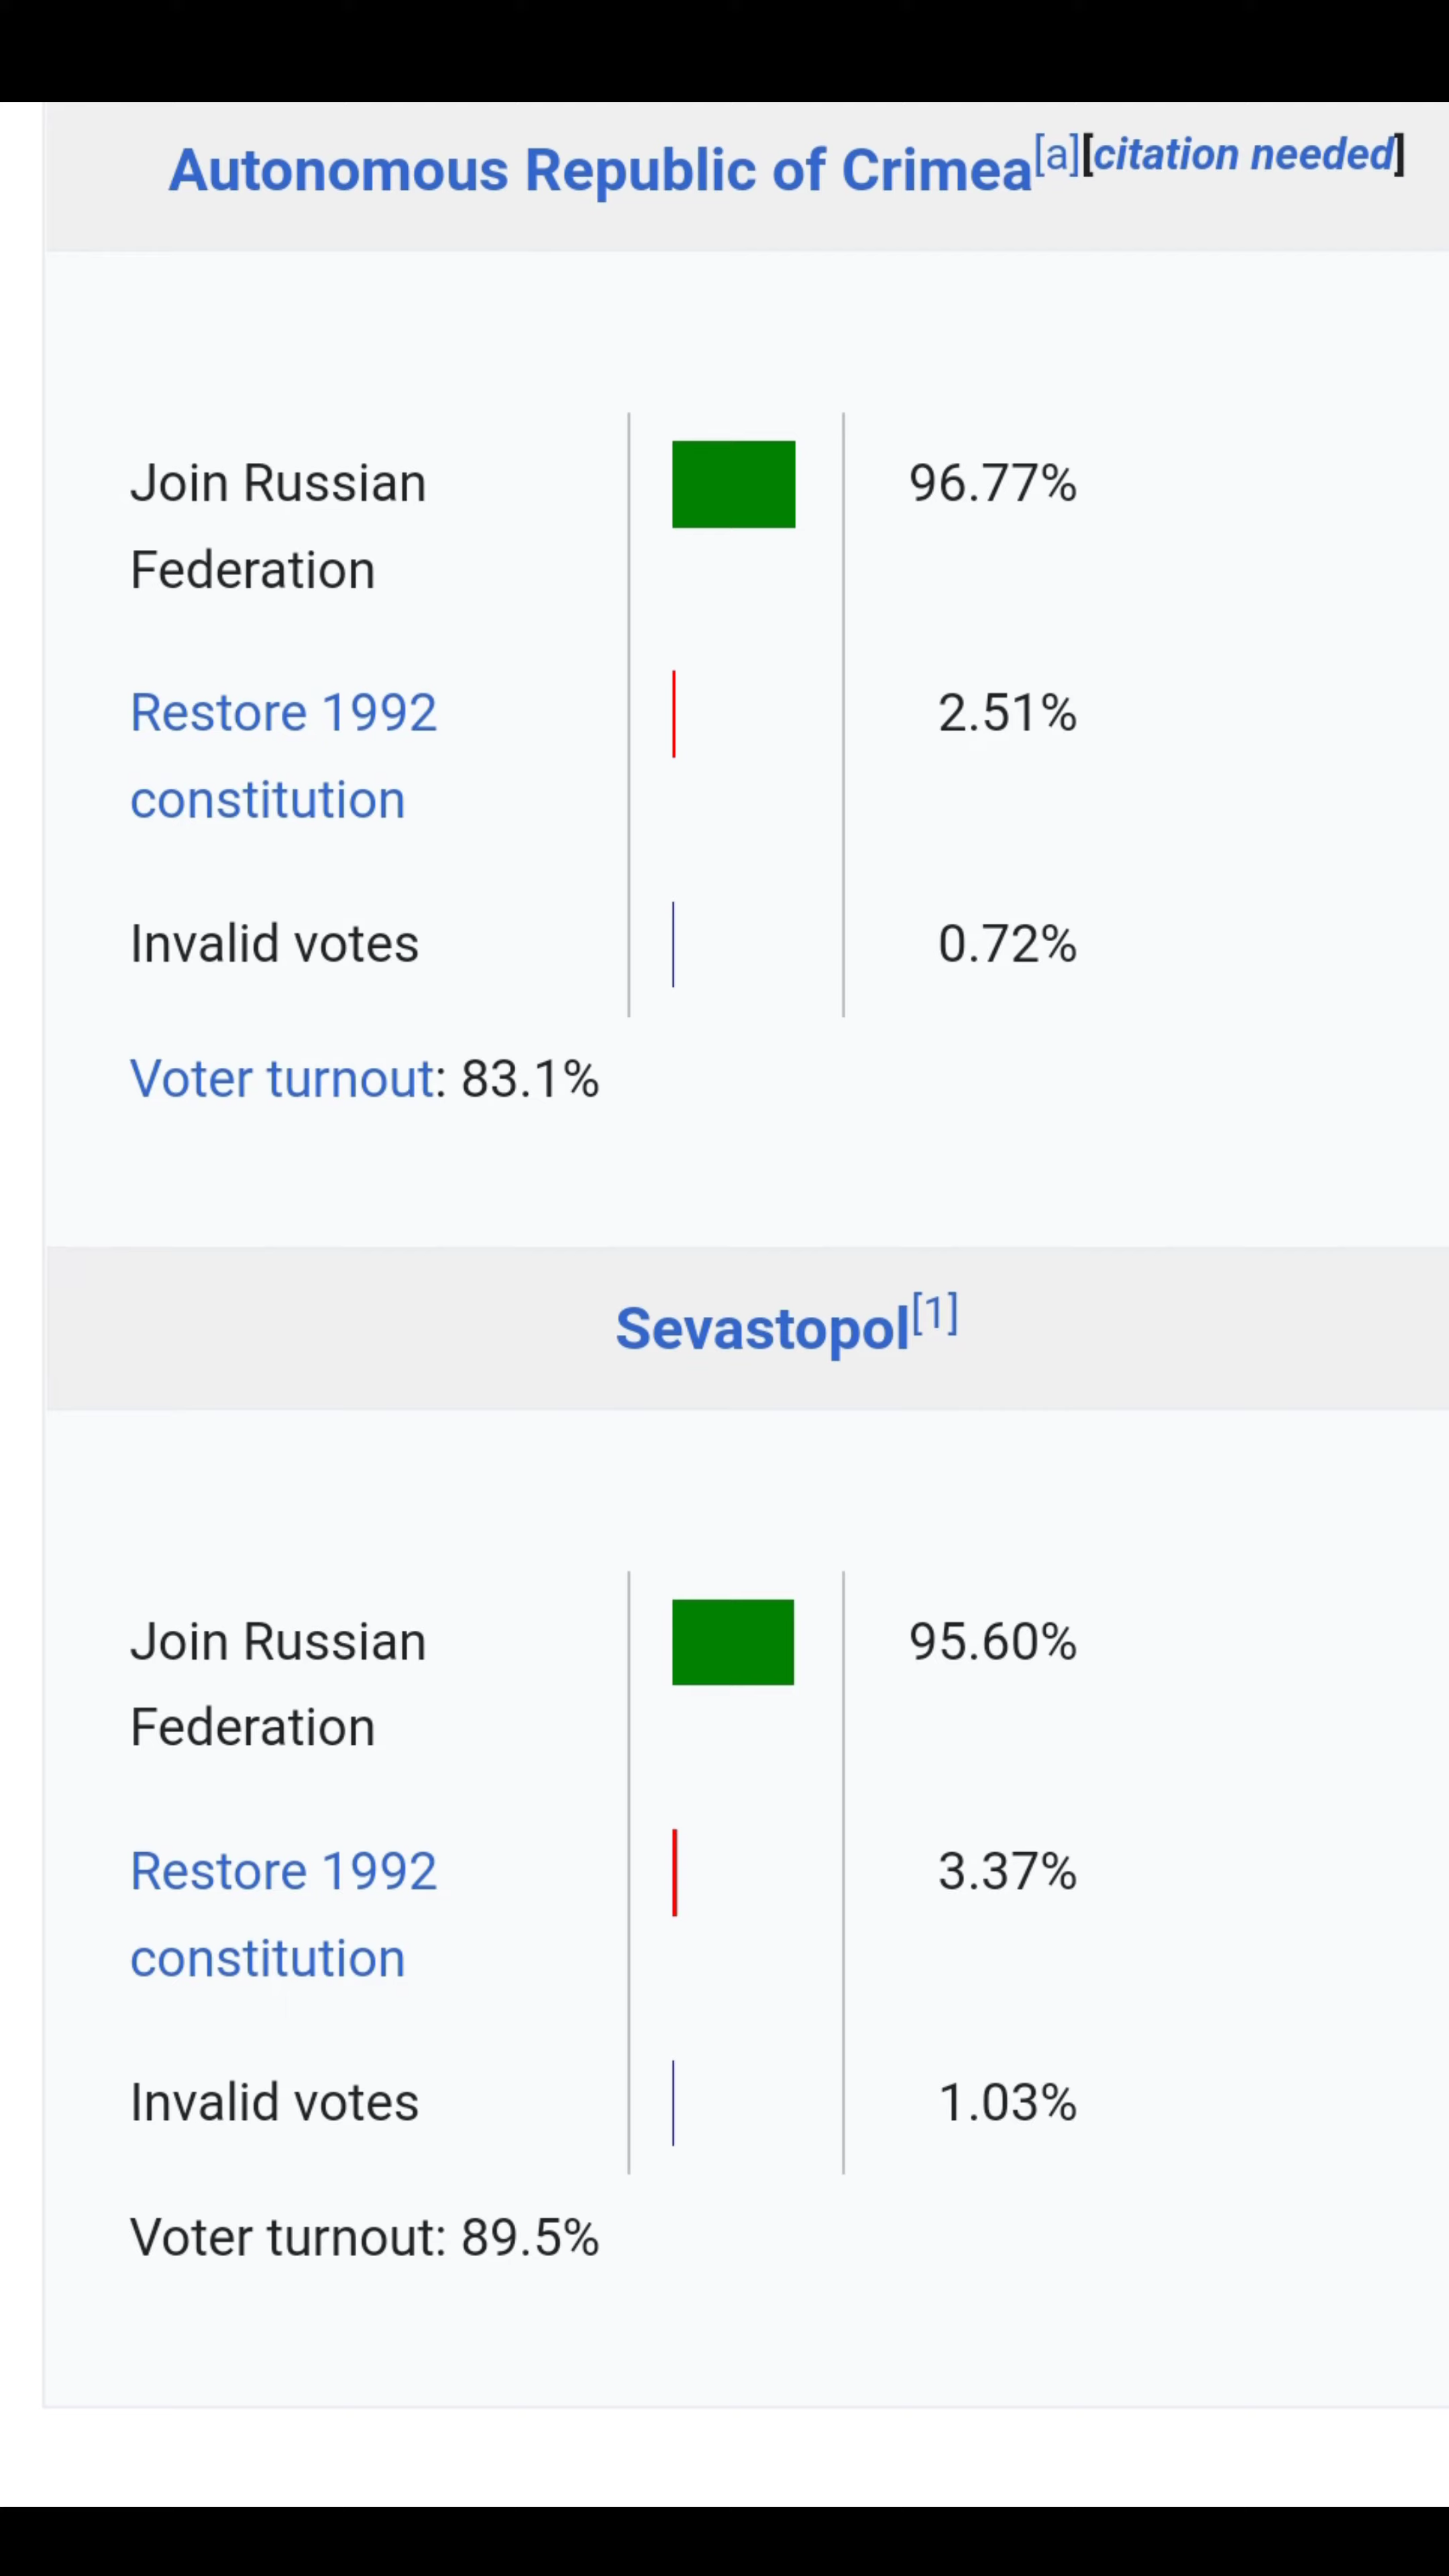 Autonomous Republic of Crimea[a][citation needed]
Join Russian 96.77%
Federation
Restore 1992 2.51%
constitution
Invalid votes 0.72%
Voter turnout: 83.1%
Sevastopol[1]
Join Russian 95.60%
Federation
Restore 1992 3.37%
constitution
Invalid votes 1.03%
Voter turnout: 89.5%